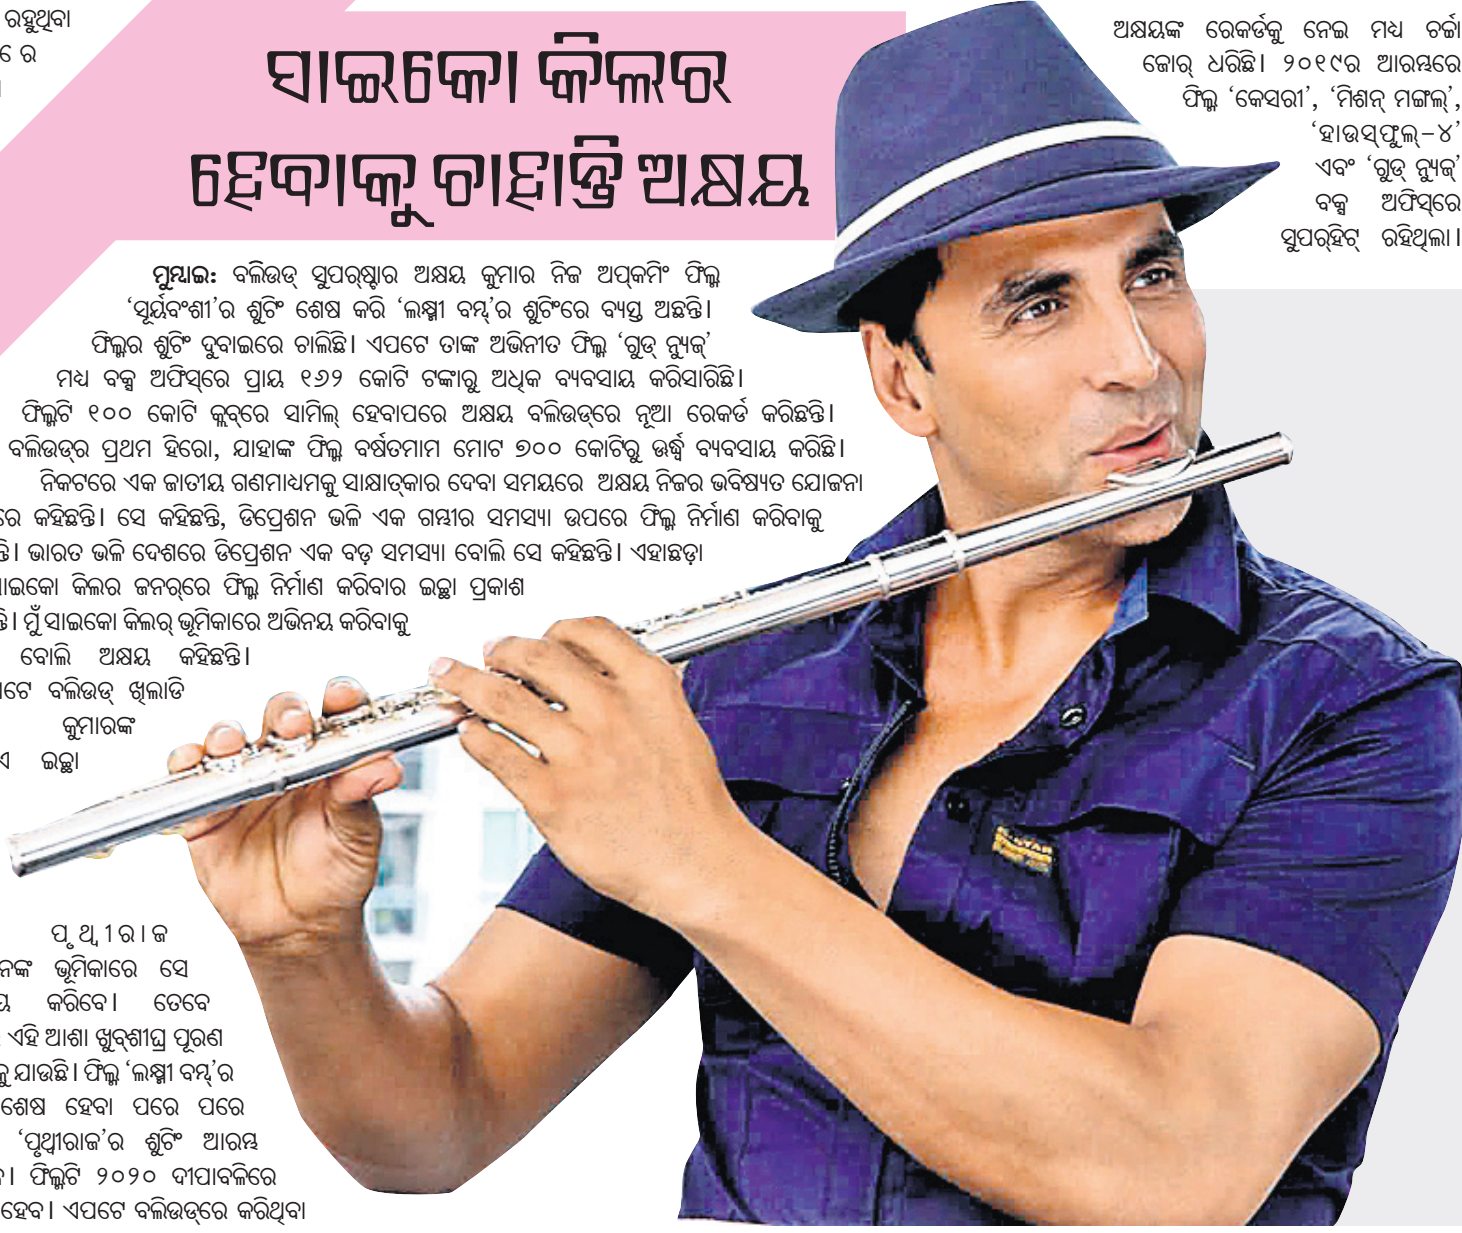 ରହୁଥିବା
ରେ
ସାଇକୋ କିଲର
ହେବାକୁ ଚାହାନ୍ତି ଅକ୍ଷୟ
ମୁମ୍ବାଇ: ବଲିଉଡ୍ ସୁପର୍‌ଷ୍ଟାର ଅକ୍ଷୟ କୁମାର ନିଜ ଅପ୍‌କମିଂ ଫିଲ୍ମ
‘ସୂର୍ଯବଂଶୀ’ର ଶୁଟିଂ ଶେଷ କରି ‘ଲକ୍ଷ୍ମୀ ବମ୍ବ୍’ର ଶୁଟିଂରେ ବ୍ୟସ୍ତ ଅଛନ୍ତି।
ଫିଲ୍ମର ଶୁଟିଂ ଦୁବାଇରେ ଚାଲିଛି। ଏପଟେ ତାଙ୍କ ଅଭିନୀତ ଫିଲ୍ମ ‘ଗୁଡ୍ ନ୍ୟୁଜ୍’
ମଧ୍ୟ ବକ୍ସ ଅଫିସ୍‌ରେ ପ୍ରାୟ ୧୬୨ କୋଟି ଟଙ୍କାରୁ ଅଧିକ ବ୍ୟବସାୟ କରିସାରିଛି।
ଫିଲ୍ମଟି ୧୦୦ କୋଟି କ୍ଲବ୍‌ରେ ସାମିଲ୍ ହେବାପରେ ଅକ୍ଷୟ ବଲିଉଡ୍‌ରେ ନୂଆ ରେକର୍ଡ କରିଛନ୍ତି।
ବଲିଉଡ୍‌ର ପ୍ରଥମ ହିରୋ, ଯାହାଙ୍କ ଫିଲ୍ମ ବର୍ଷତମାମ ମୋଟ ୭୦୦ କୋଟିରୁ ଊର୍ଦ୍ଧ୍ୱ ବ୍ୟବସାୟ କରିଛି।
ନିକଟରେ ଏକ ଜାତୀୟ ଗଣମାଧ୍ୟମକୁ ସାକ୍ଷାତ୍‌କାର ଦେବା ସମୟରେ ଅକ୍ଷୟ ନିଜର ଭବିଷ୍ୟତ ଯୋଜନା
ରେ କହିଛନ୍ତି। ସେ କହିଛନ୍ତି, ଡିପ୍ରେଶନ ଭଳି ଏକ ଗମ୍ଭୀର ସମସ୍ୟା ଉପରେ ଫିଲ୍ମ ନିର୍ମାଣ କରିବାକୁ
ନ୍ତି। ଭାରତ ଭଳି ଦେଶରେ ଡିପ୍ରେଶନ ଏକ ବଡ଼ ସମସ୍ୟା ବୋଲି ସେ କହିଛନ୍ତି। ଏହାଛଡ଼ା
ାଇକୋ କିଲର ଜନର୍‌ରେ ଫିଲ୍ମ ନିର୍ମାଣ କରିବାର ଇଚ୍ଛା ପ୍ରକାଶ
ନ୍ତି। ମୁଁ ସାଇକୋ କିଲର୍ ଭୂମିକାରେ ଅଭିନୟ କରିବାକୁ
ବୋଲି ଅକ୍ଷୟ କହିଛନ୍ତି।
ପଟେ ବଲିଉଡ୍ ଖିଲାଡି
କୁମାରଙ୍କ
ଏ ଇଚ୍ଛା
ପୃଥ୍ୱୀରାଜ
ନଙ୍କ ଭୂମିକାରେ ସେ
ୟ କରିବେ। ତେବେ
ଏହି ଆଶା ଖୁବ୍‌ଶୀଘ୍ର ପୂରଣ
କୁ ଯାଉଛି। ଫିଲ୍ମ ‘ଲକ୍ଷ୍ମୀ ବମ୍ବ୍’ର
ଶେଷ ହେବା ପରେ ପରେ
‘ପୃଥ୍ୱୀରାଜ’ର ଶୁଟିଂ ଆରମ୍ଭ
। ଫିଲ୍ମଟି ୨୦୨୦ ଦୀପାବଳିରେ
ହେବ। ଏପଟେ ବଲିଉଡ୍‌ରେ କରିଥିବା
ଅକ୍ଷୟଙ୍କ ରେକର୍ଡକୁ ନେଇ ମଧ୍ୟ ଚର୍ଚ୍ଚା
ଜୋର୍ ଧରିଛି। ୨୦୧୯ର ଆରମ୍ଭରେ
ଫିଲ୍ମ ‘କେସରୀ’, ‘ମିଶନ୍ ମଙ୍ଗଲ୍’,
‘ହାଉସ୍‌ଫୁଲ୍-୪’
ଏବଂ ‘ଗୁଡ୍ ନ୍ୟୁଜ୍’
ବକ୍ସ ଅଫିସ୍‌ରେ
ସୁପର୍‌ହିଟ୍ ରହିଥିଲା।